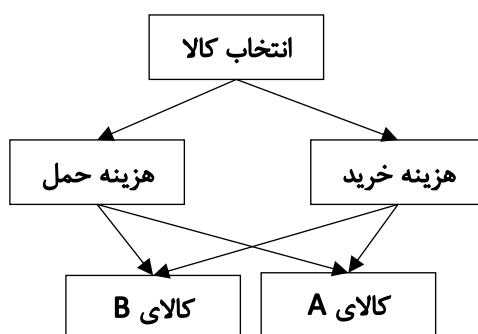 انتخاب کالا
هزینه خرید
هزینه حمل
کالای A
کالای B